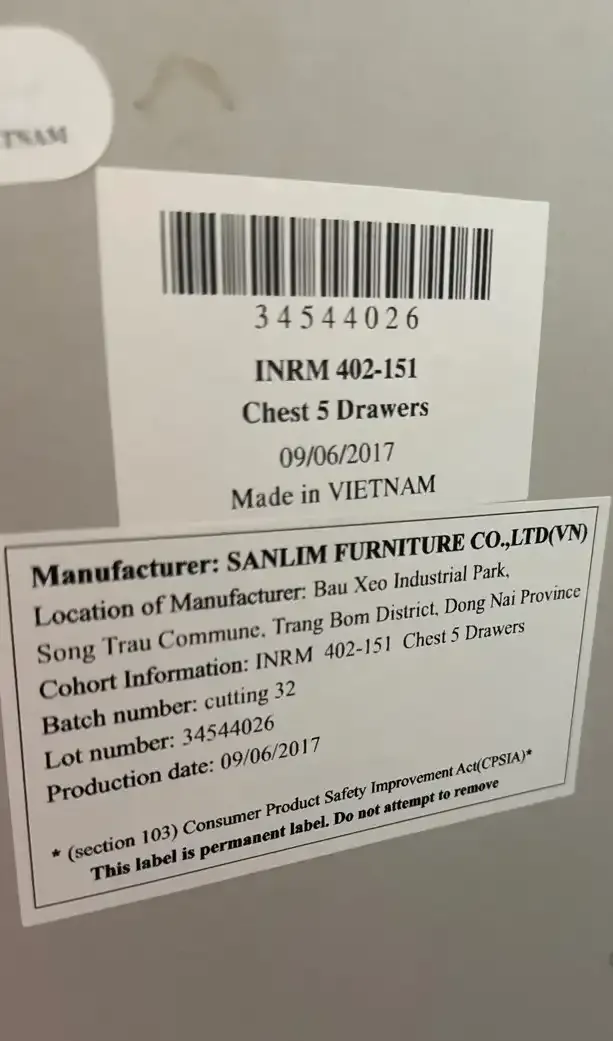 TNAM
34544026
INRM 402-151
Chest 5 Drawers
09/06/2017
Made in VIETNAM
Manufacturer: SANLIM FURNITURE CO.,LTD(VN)
Location of Manufacturer: Bau Xeo Industrial Park,
Song Trau Commune. Trang Bom District, Dong Nai Province
Cohort Information: INRM 402-151 Chest 5 Drawers
Batch number: cutting 32
Lot number: 34544026
Production date: 09/06/2017
* (section 103) Consumer Product Safety Improvement Act(CPSIA)*
This label is permanent label. Do not attempt to remove